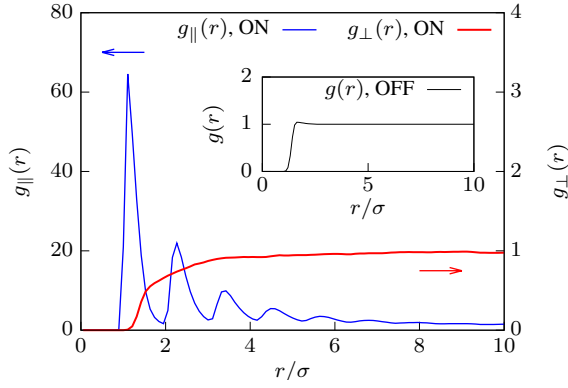 g∥(r), ON g⊥(r), ON
80
60
40
20
0
g∥(r)
4
3
2
1
0
g⊥(r)
g(r), OFF
2
1
0
g(r)
0 5 10
r/σ
0 2 4 6 8 10
r/σ